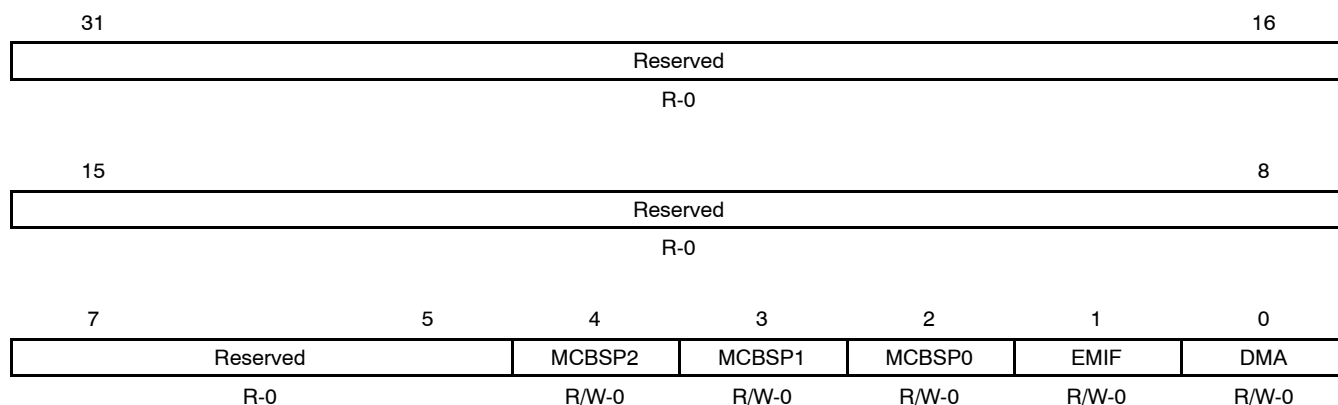 31 16
Reserved
R-0
15 8
Reserved
R-0
7 5 4 3 2 1 0
Reserved MCBSP2 MCBSP1 MCBSP0 EMIF DMA
R-0 R/W-0 R/W-0 R/W-0 R/W-0 R/W-0